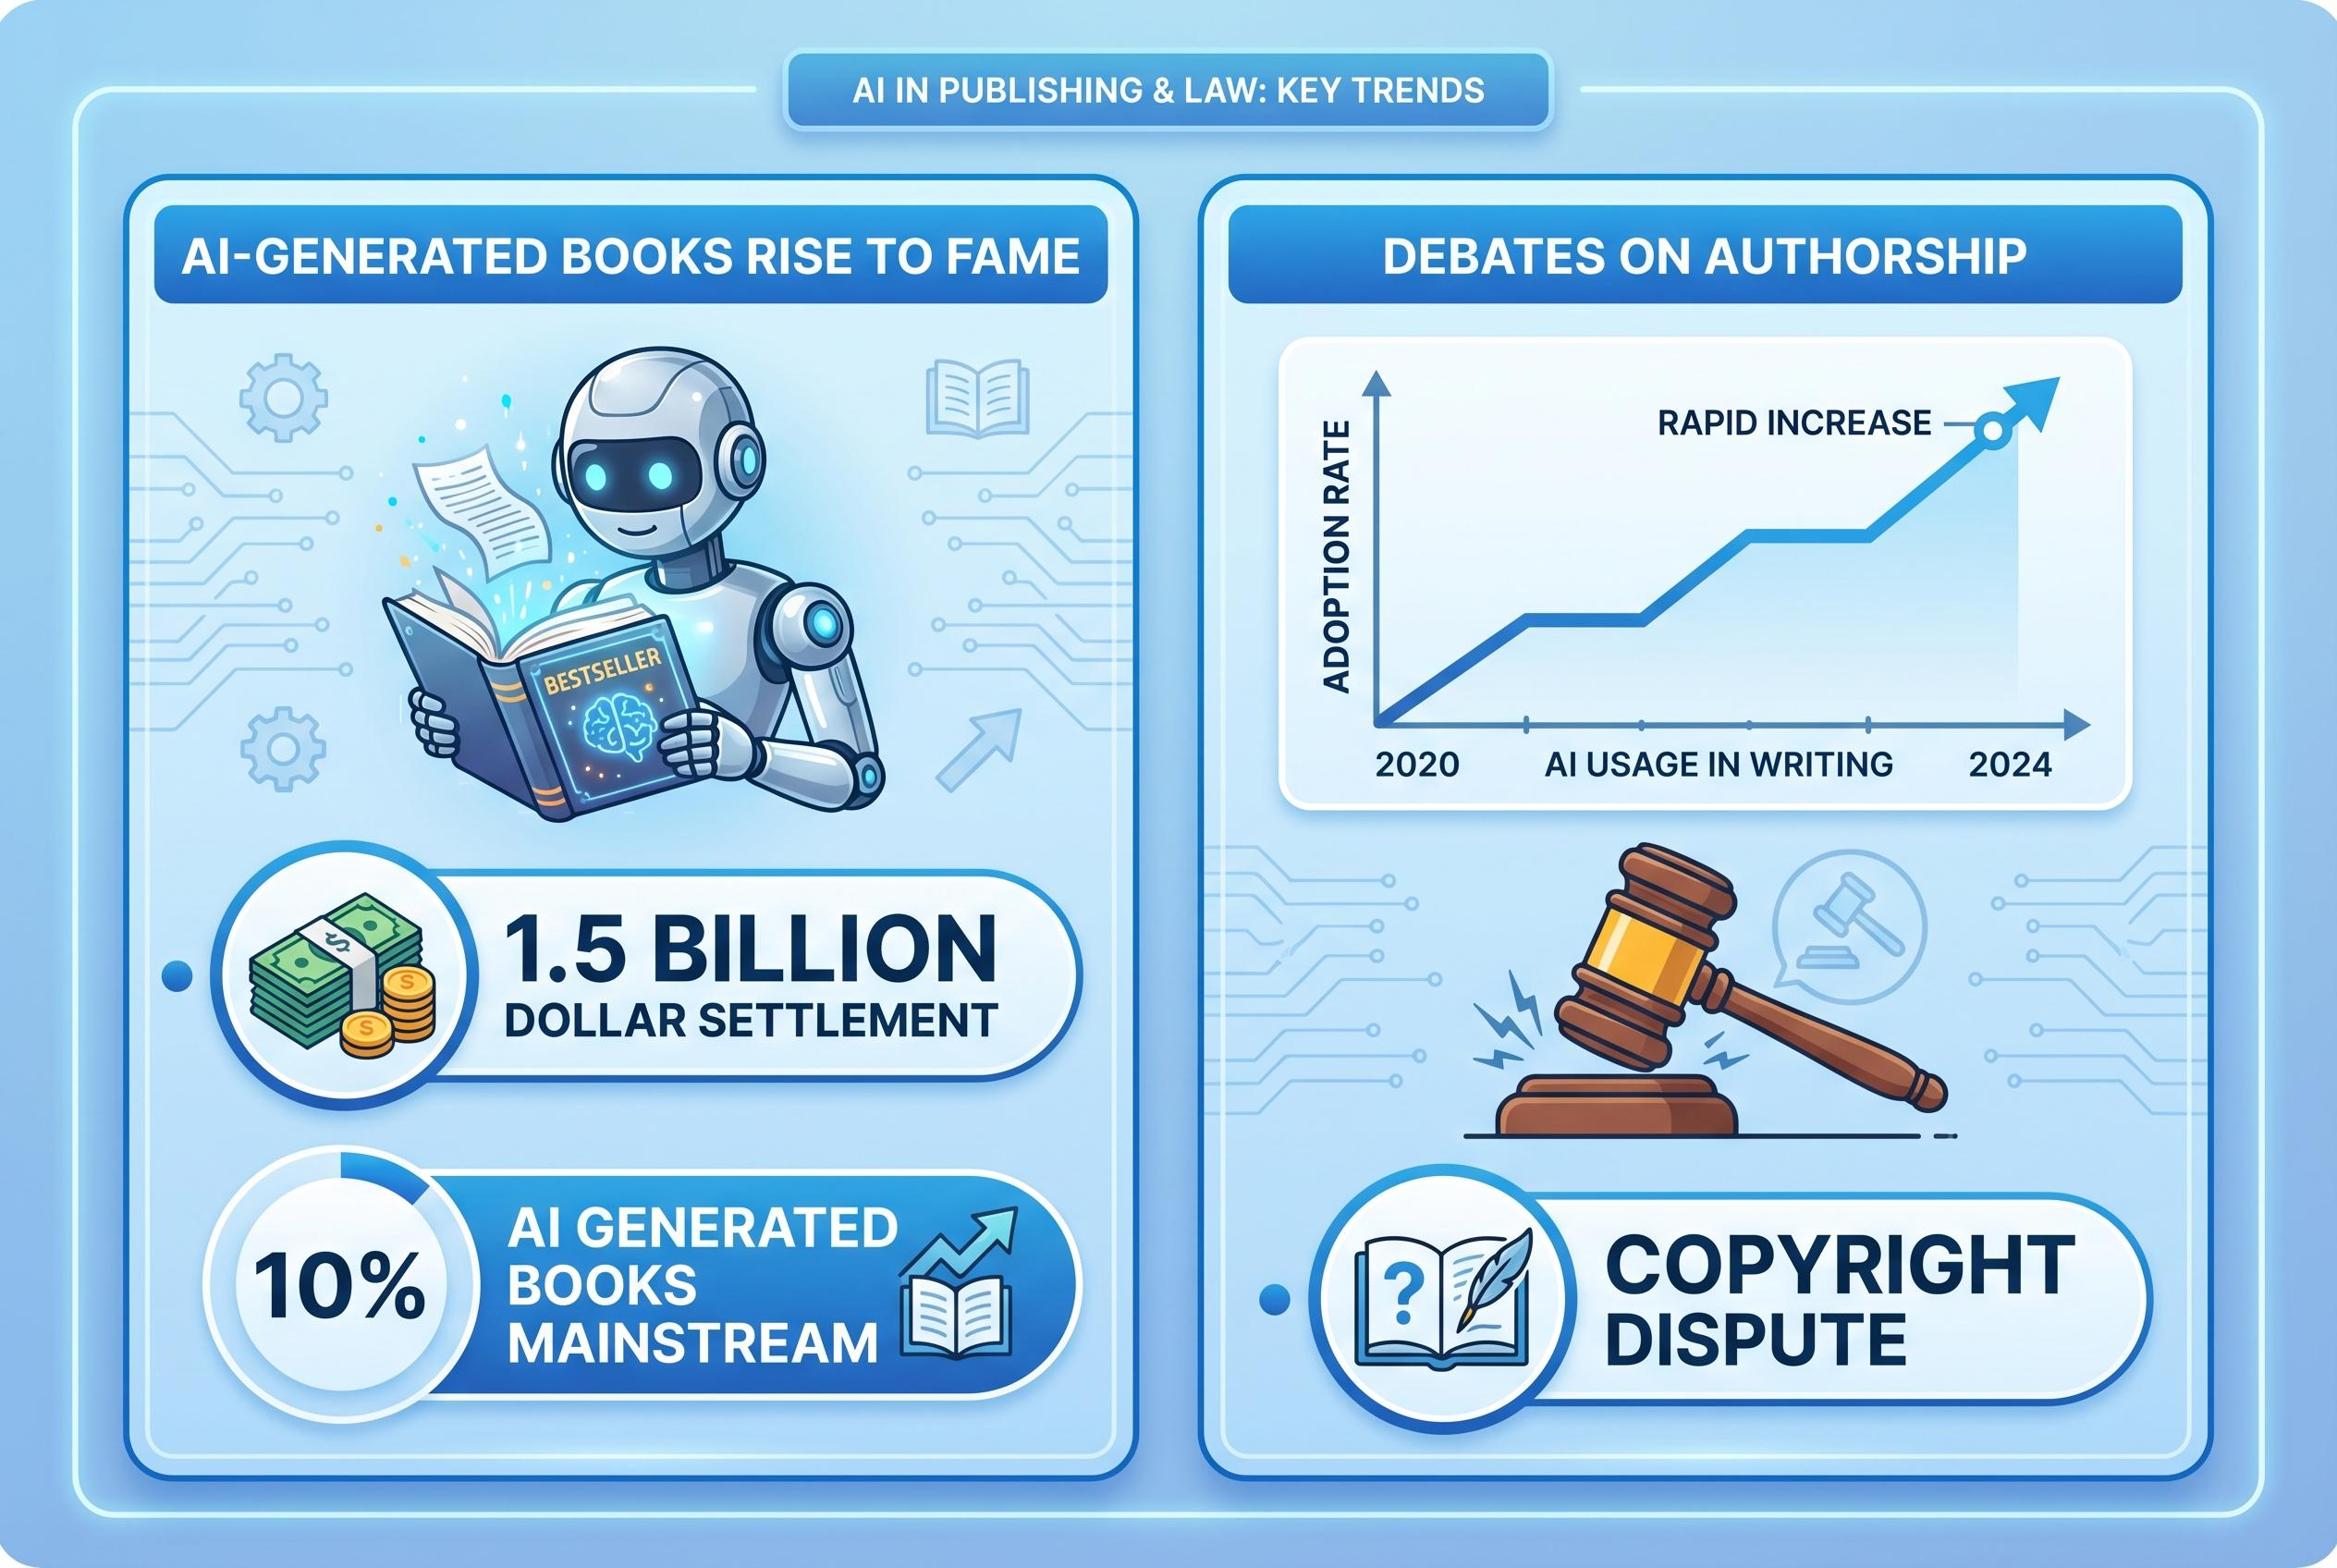 AI IN PUBLISHING & LAW: KEY TRENDS
AI-GENERATED BOOKS RISE TO FAME
BESTSELLER
1.5 BILLION
DOLLAR SETTLEMENT
10%
AI GENERATED
BOOKS
MAINSTREAM
DEBATES ON AUTHORSHIP
ADOPTION RATE
RAPID INCREASE
2020
AI USAGE IN WRITING
2024
?
COPYRIGHT
DISPUTE